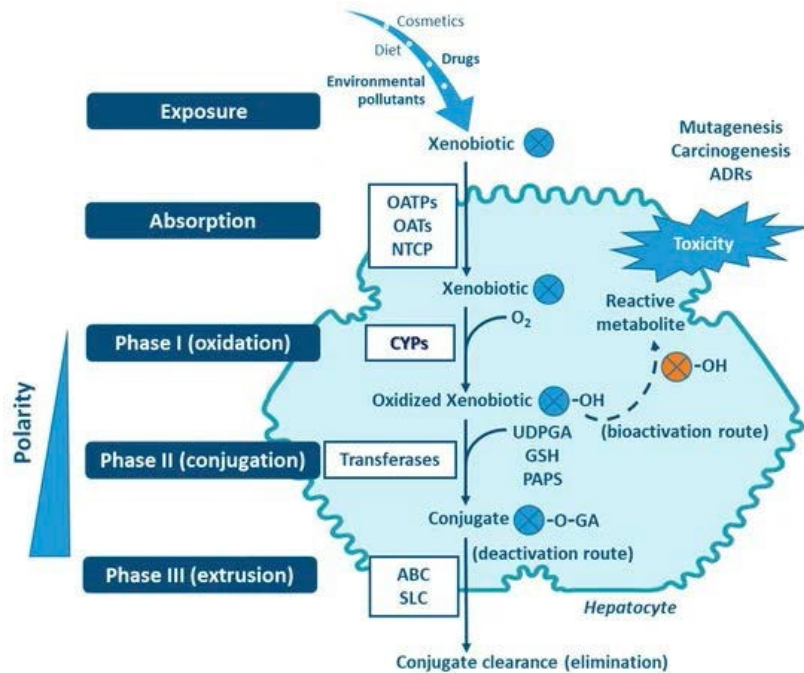 Cosmetics
Diet
Drugs
Environmental
pollutants
Exposure
Xenobiotic
Mutagenesis
Carcinogenesis
ADRs
Absorption
OATPs
OATs
NTCP
Toxicity
Xenobiotic
Reactive
metabolite
O2
Phase I (oxidation)
CYPs
-OH
Polarity
Oxidized Xenobiotic
-OH
UDPGA
GSH
PAPS
(bioactivation route)
Phase II (conjugation)
Transferases
Conjugate
-O-GA
(deactivation route)
Phase III (extrusion)
ABC
SLC
Hepatocyte
Conjugate clearance (elimination)